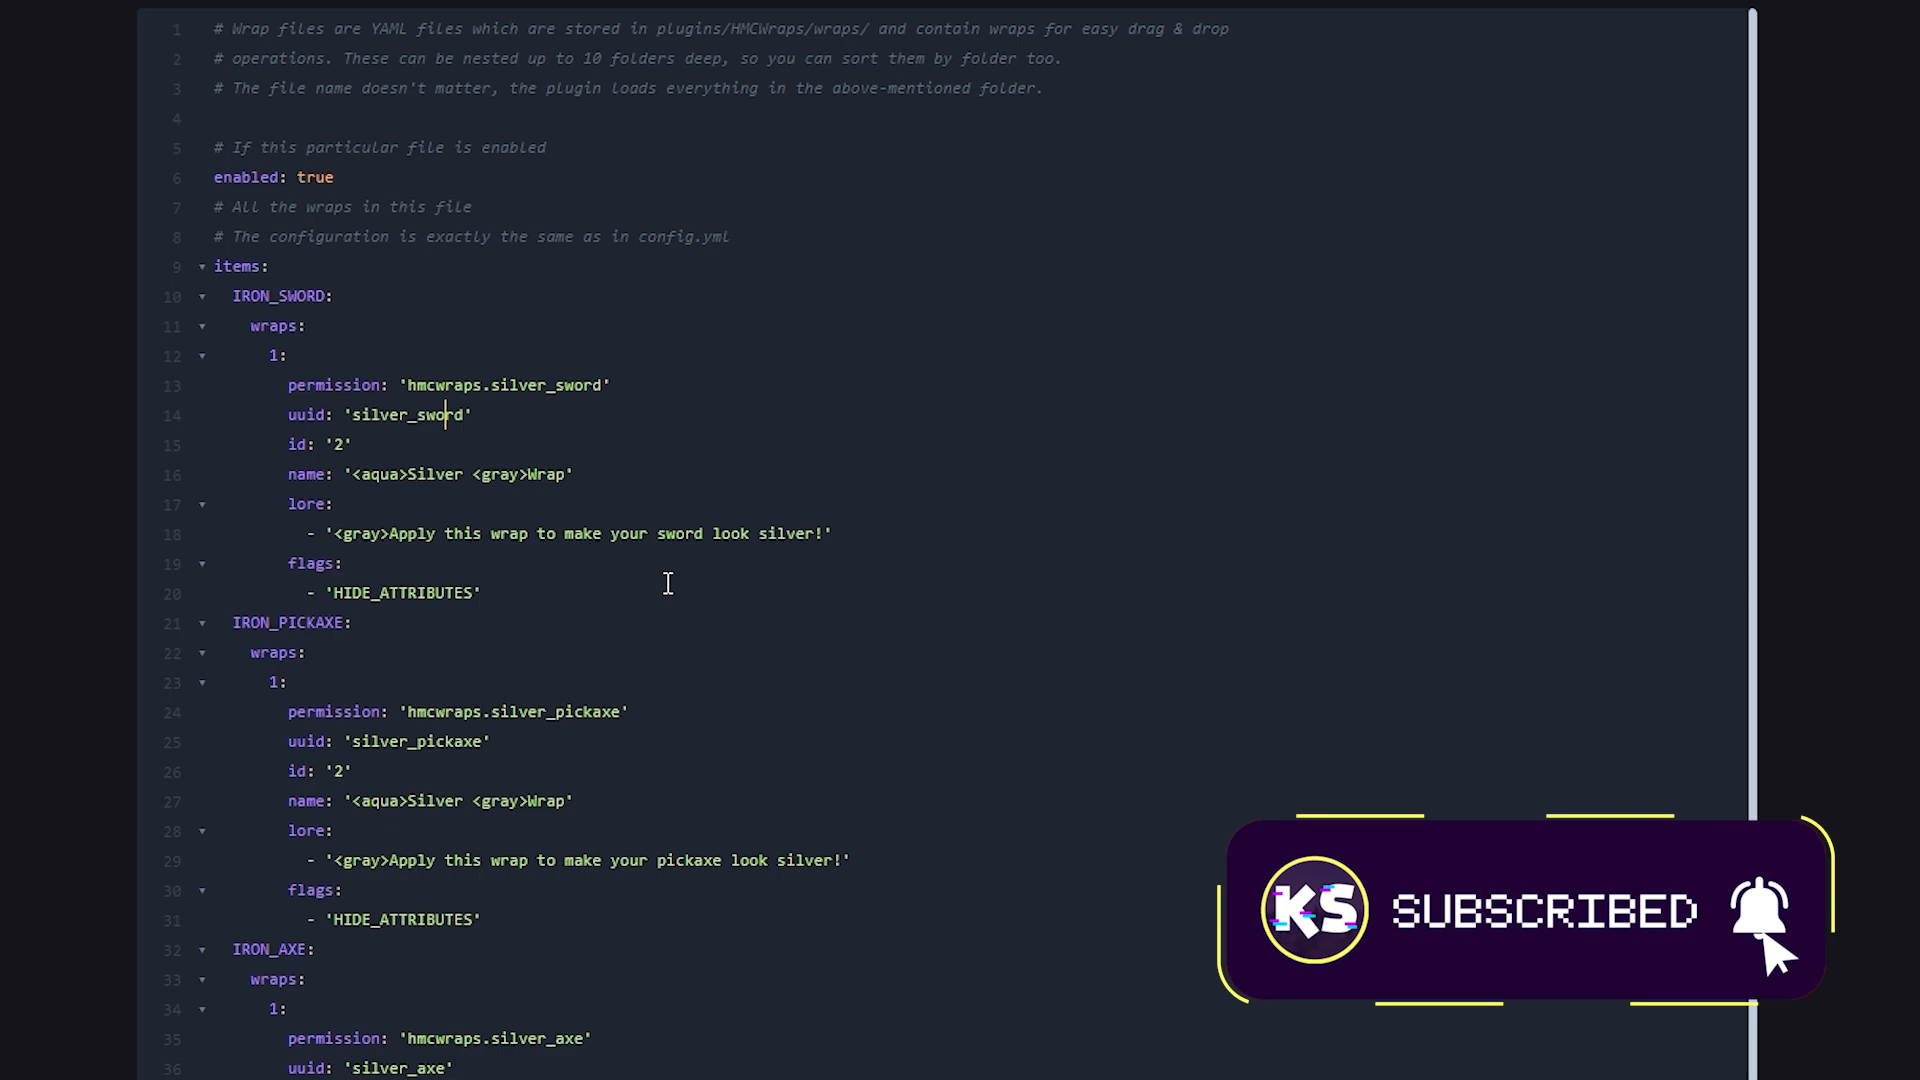 1 # Wrap files are YAML files which are stored in plugins/HMCWraps/wraps/ and contain wraps for easy drag & drop
2 # operations. These can be nested up to 10 folders deep, so you can sort them by folder too.
3 # The file name doesn't matter, the plugin loads everything in the above-mentioned folder.
4
5 # If this particular file is enabled
6 enabled: true
7 # All the wraps in this file
8 # The configuration is exactly the same as in config.yml
9 items:
10 IRON_SWORD:
11 wraps:
12 1:
13 permission: 'hmcwraps.silver_sword'
14 uuid: 'silver_sword'
15 id: '2'
16 name: '<aqua>Silver <gray>Wrap'
17 lore:
18 - '<gray>Apply this wrap to make your sword look silver!'
19 flags:
20 - 'HIDE_ATTRIBUTES'
21 IRON_PICKAXE:
22 wraps:
23 1:
24 permission: 'hmcwraps.silver_pickaxe'
25 uuid: 'silver_pickaxe'
26 id: '2'
27 name: '<aqua>Silver <gray>Wrap'
28 lore:
29 - '<gray>Apply this wrap to make your pickaxe look silver!'
30 flags:
31 - 'HIDE_ATTRIBUTES'
32 IRON_AXE:
33 wraps:
34 1:
35 permission: 'hmcwraps.silver_axe'
36 uuid: 'silver_axe'
KS SUBSCRIBED